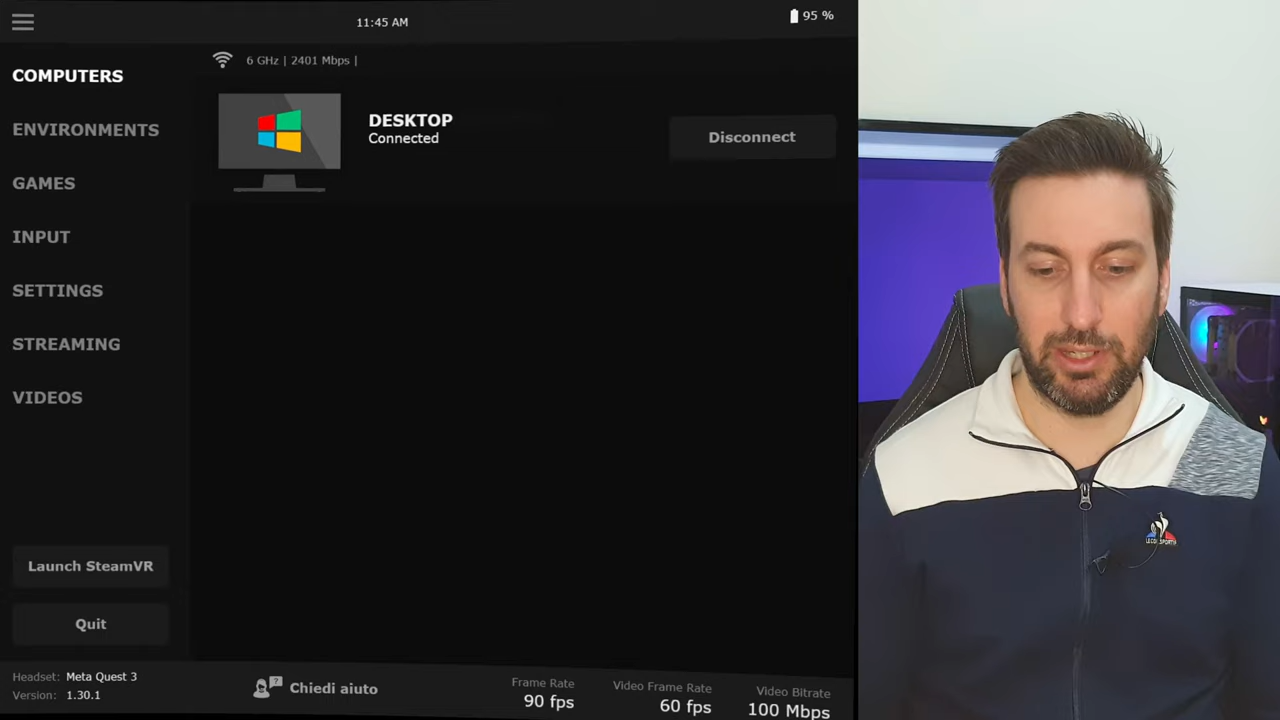 11:45 AM
95 %
6 GHz | 2401 Mbps |
COMPUTERS
ENVIRONMENTS
GAMES
INPUT
SETTINGS
STREAMING
VIDEOS
DESKTOP
Connected
Disconnect
Launch SteamVR
Quit
Headset: Meta Quest 3
Version: 1.30.1
Chiedi aiuto
Frame Rate
90 fps
Video Frame Rate
60 fps
Video Bitrate
100 Mbps